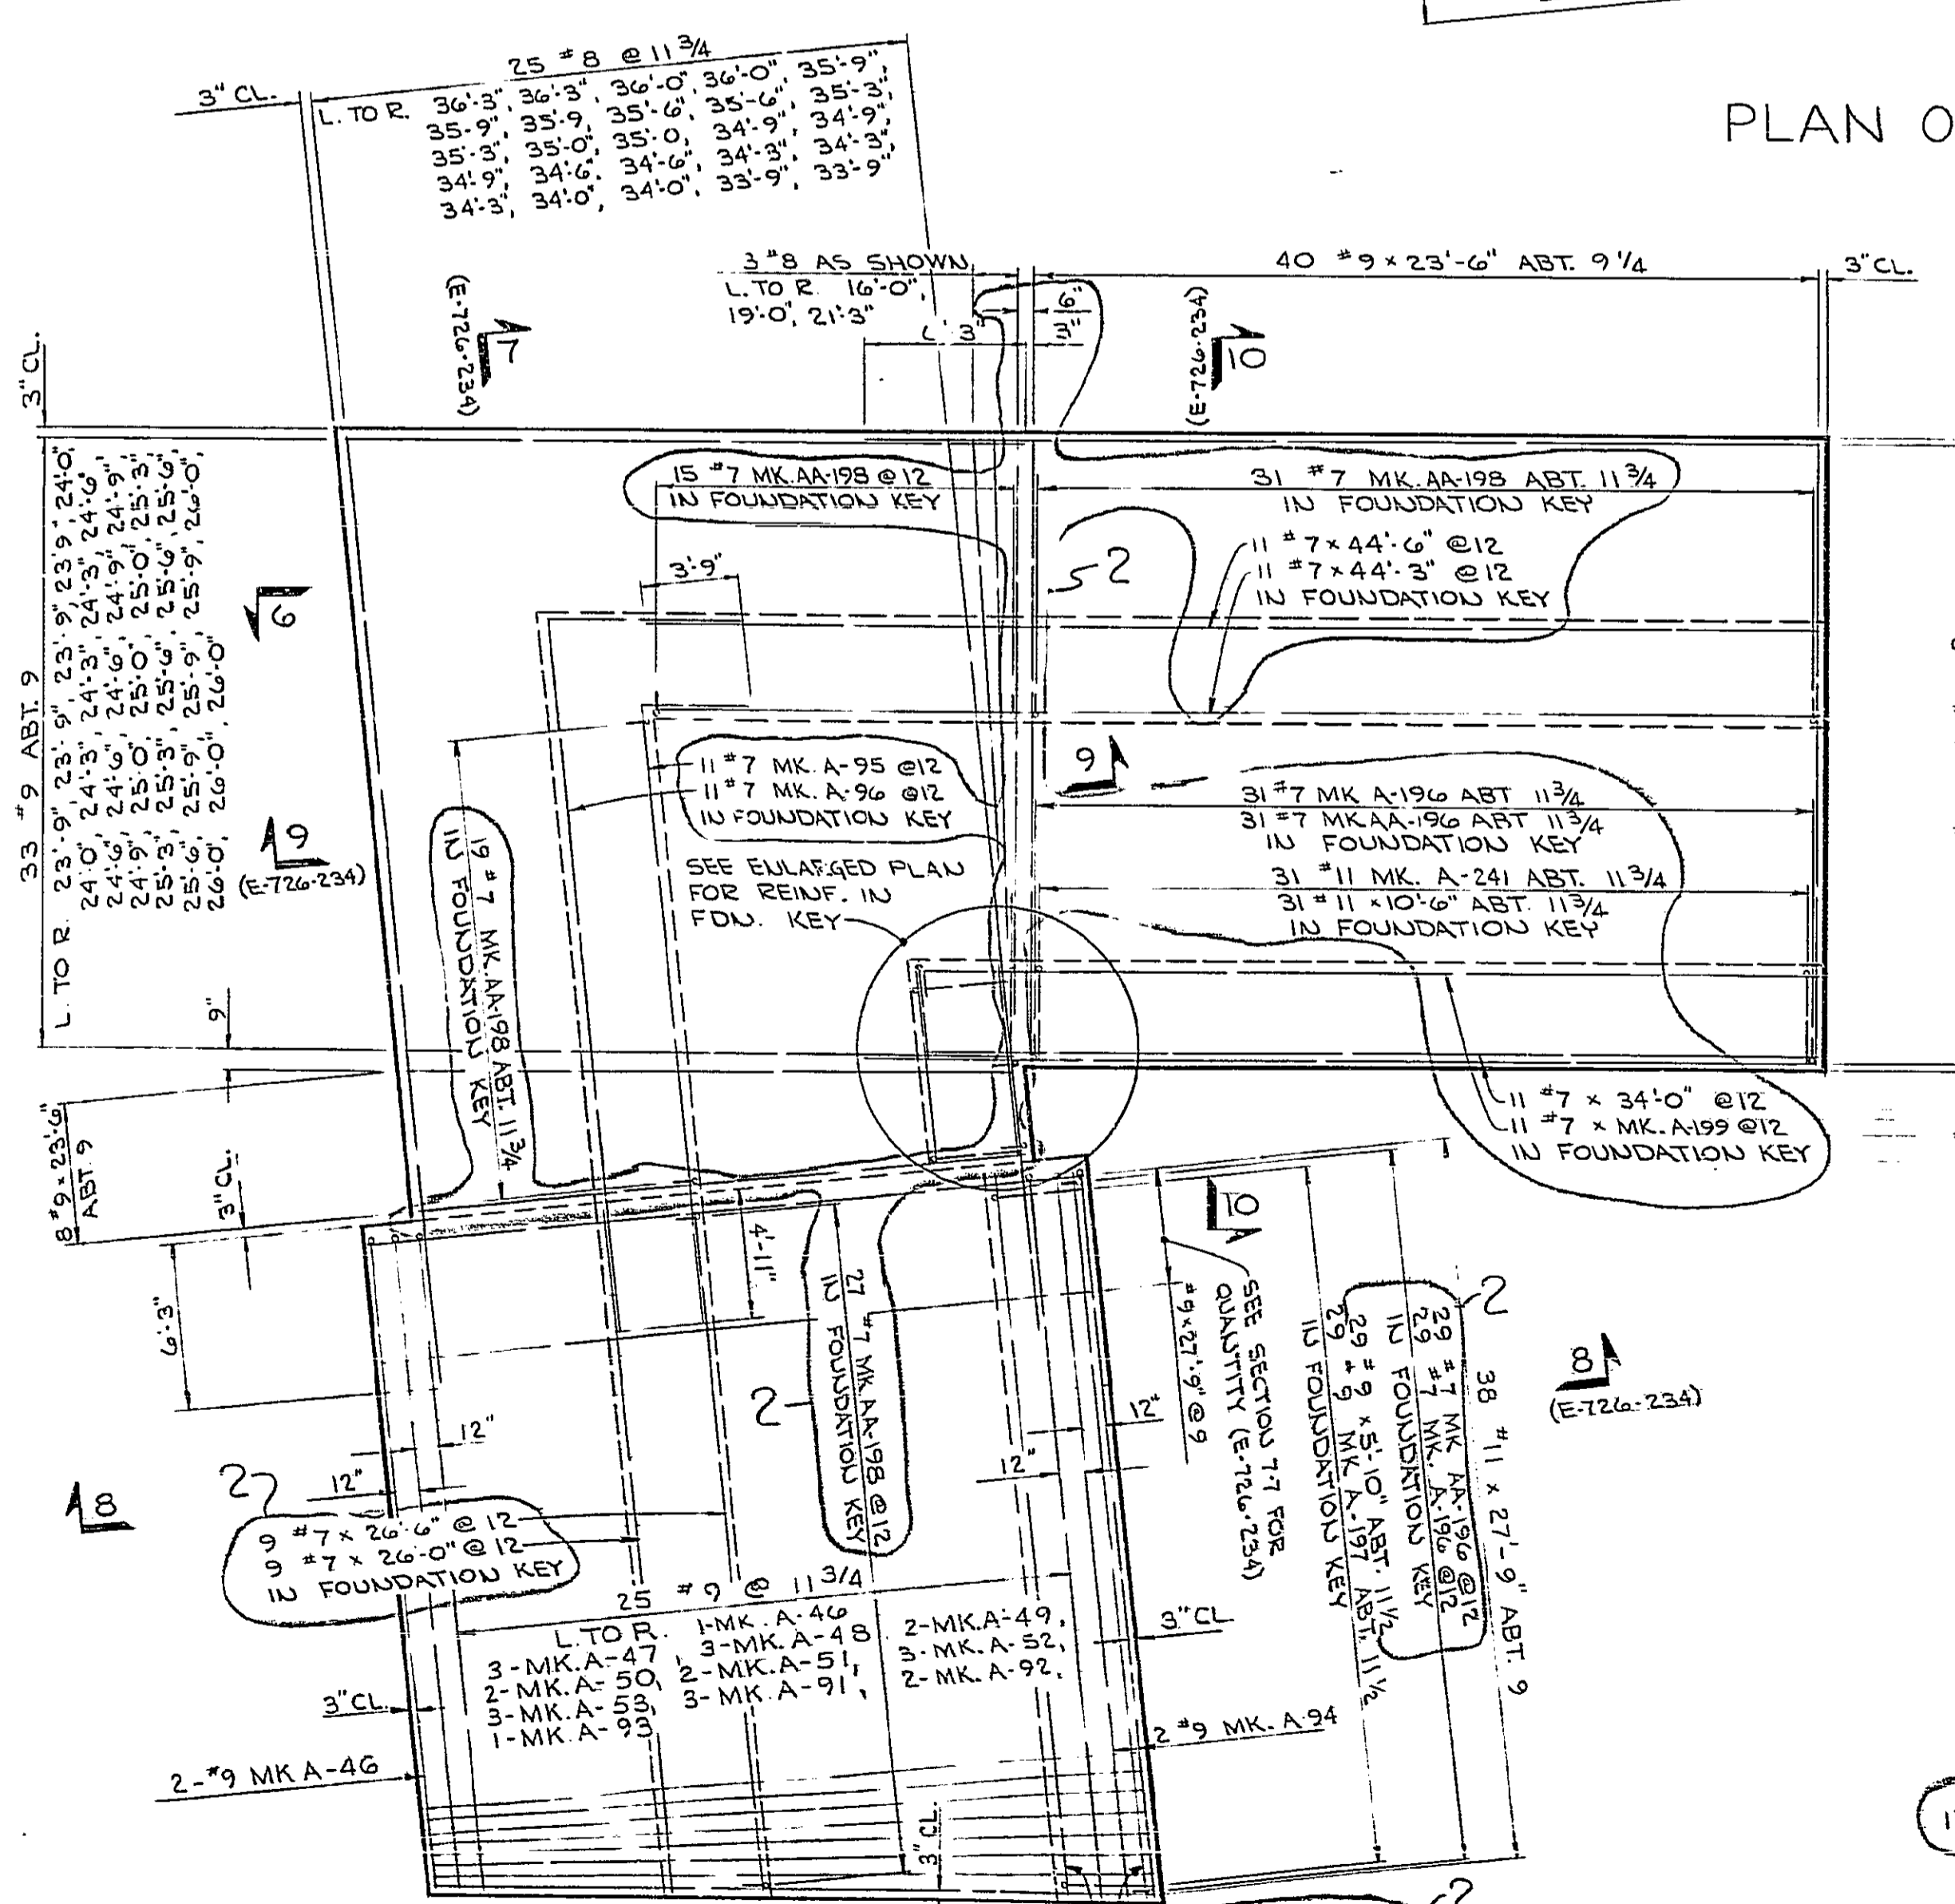 PLAN O
25 #8 @ 11 3/4
3" CL.
L. TO R. 36'-3", 36'-3", 36'-0", 36'-0", 35'-9",
35-9", 35'-9, 35'-6", 35-6", 35-3",
35'-3", 35'-0", 35'-0, 34'-9", 34'-9",
34'-9", 34'-6", 34'-6", 34'-3", 34'-3",
34'-3", 34'-0", 34'-0", 33'-9", 33'-9"
3 #8 AS SHOWN
L. TO R. 16'-0",
19'-0", 21'-3"
6"
3"
40 #9 x 23'-6" ABT. 9 1/4
3" CL.
7
(E-726-234)
10
(E-726-234)
3" CL.
33 #9 ABT. 9
L. TO R. 23'-9", 23'-9", 23'-9", 23'-9", 24'-0",
24'-0", 24'-3", 24'-3", 24'-3", 24'-6"
24'-6", 24'-6", 24'-6", 24'-9", 24'-9",
24'-9", 25'-0", 25'-0", 25'-0", 25'-3",
25'-3", 25'-3", 25'-6", 25'-6", 25'-6",
25'-6", 25'-9", 25'-9", 25'-9", 26'-0",
26'-0", 26'-0", 26'-0"
15 #7 MK. AA-198 @ 12
IN FOUNDATION KEY
31 #7 MK. AA-198 ABT. 11 3/4
IN FOUNDATION KEY
11 #7 x 44'-6" @ 12
11 #7 x 44'-3" @ 12
IN FOUNDATION KEY
2
3'-9"
6
9
(E-726-234)
11 #7 MK. A-95 @ 12
11 #7 MK. A-96 @ 12
IN FOUNDATION KEY
SEE ENLARGED PLAN
FOR REINF. IN
FDN. KEY
9
31 #7 MK A-196 ABT 11 3/4
31 #7 MK AA-196 ABT 11 3/4
IN FOUNDATION KEY
31 #11 MK. A-241 ABT. 11 3/4
31 #11 x 10'-6" ABT. 11 3/4
IN FOUNDATION KEY
19 #7 MK. AA-198 ABT. 11 3/4
IN FOUNDATION KEY
9"
8 #9 x 23'-6"
ABT. 9
3" CL.
6'-3"
11 #7 x 34'-0" @ 12
11 #7 x MK. A-199 @ 12
IN FOUNDATION KEY
4'-11"
27 #7 MK AA-198 @ 12
IN FOUNDATION KEY
2
10
SEE SECTION 7-7 FOR
QUANTITY (E-726-234)
#9 x 27'-9" @ 9
38 #11 x 27'-9" ABT. 9
29 #7 MK AA-196 @ 12
29 #7 MK. A-196 @ 12
IN FOUNDATION KEY
29 #9 x 5'-10" ABT. 11 1/2
29 #9 MK A-197 ABT. 11 1/2
IN FOUNDATION KEY
2
8
(E-726-234)
12"
12"
12"
12"
8
2
9 #7 x 26'-6" @ 12
9 #7 x 26'-0" @ 12
IN FOUNDATION KEY
25 #9 @ 11 3/4
L. TO R. 1-MK. A-46
3-MK. A-47, 3-MK. A-48, 2-MK. A-49,
2-MK. A-50, 2-MK. A-51, 3-MK. A-52,
3-MK. A-53, 3-MK. A-91, 2-MK. A-92,
1-MK. A-93
3" CL
3" CL.
2 #9 MK. A-94
2-#9 MK A-46
3" CL.
2